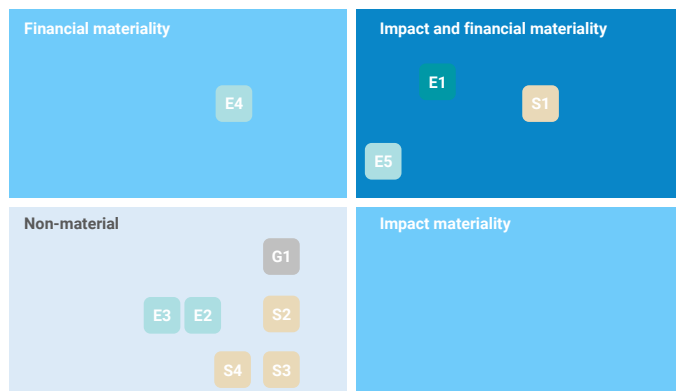 Financial materiality
E4
Impact and financial materiality
E1
S1
E5
Non-material
G1
E3 E2 S2
S4 S3
Impact materiality